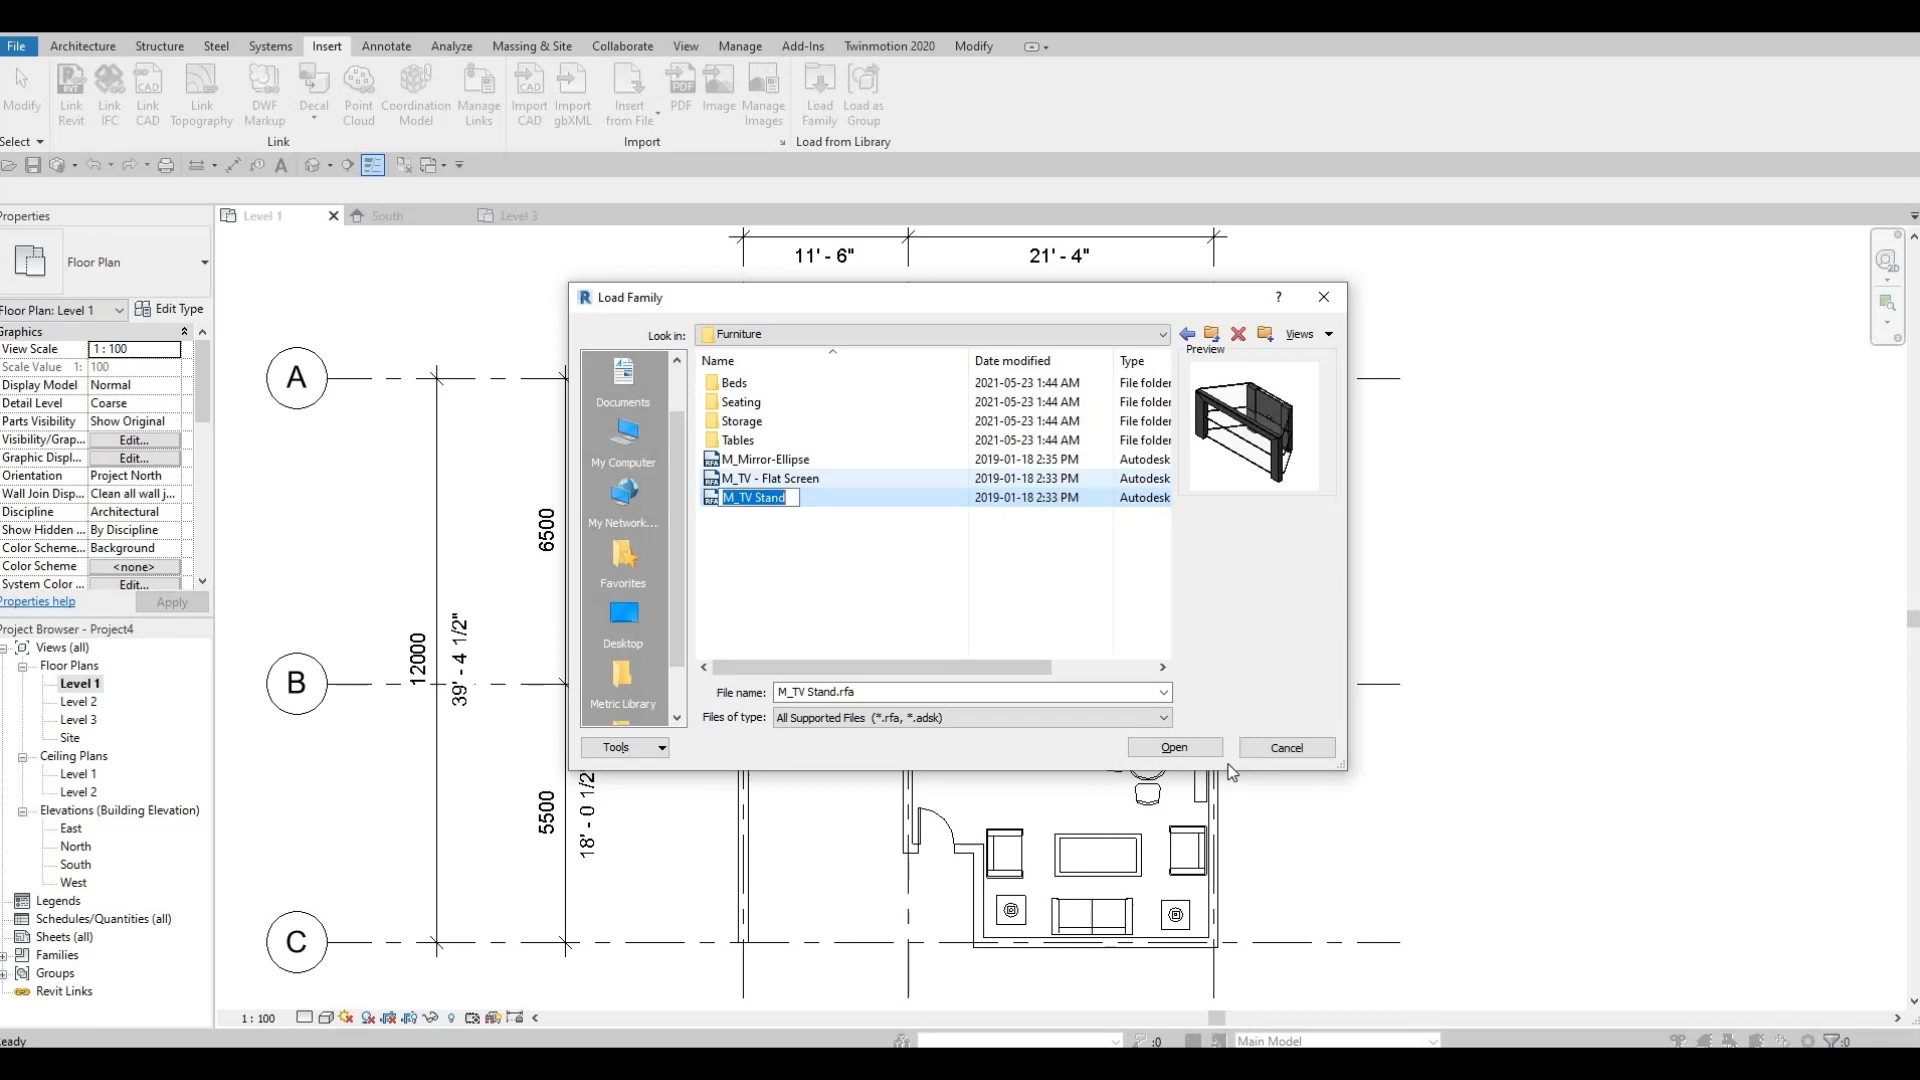 File Architecture Structure Steel Systems Insert Annotate Analyze Massing & Site Collaborate View Manage Add-Ins Twinmotion 2020 Modify
Modify
Link Revit
Link IFC
Link CAD
Link Topography
DWF Markup
Decal
Point Cloud
Coordination Model
Manage Links
Import CAD
Import gbXML
Insert from File
PDF
Image
Manage Images
Load Family
Load as Group
Select
Link
Import
Load from Library
Properties
Level 1
South
Level 3
Floor Plan
Floor Plan: Level 1
Edit Type
Graphics
View Scale 1 : 100
Scale Value 1: 100
Display Model Normal
Detail Level Coarse
Parts Visibility Show Original
Visibility/Grap... Edit...
Graphic Displ... Edit...
Orientation Project North
Wall Join Disp... Clean all wall j...
Discipline Architectural
Show Hidden ... By Discipline
Color Scheme... Background
Color Scheme <none>
System Color ... Edit...
Properties help
Apply
Project Browser - Project4
Views (all)
Floor Plans
Level 1
Level 2
Level 3
Site
Ceiling Plans
Level 1
Level 2
Elevations (Building Elevation)
East
North
South
West
Legends
Schedules/Quantities (all)
Sheets (all)
Families
Groups
Revit Links
11' - 6"
21' - 4"
A
B
C
12000
39' - 4 1/2"
6500
5500
18' - 0 1/2"
Load Family
?
Look in: Furniture
Views
Name Date modified Type
Beds 2021-05-23 1:44 AM File folder
Seating 2021-05-23 1:44 AM File folder
Storage 2021-05-23 1:44 AM File folder
Tables 2021-05-23 1:44 AM File folder
M_Mirror-Ellipse 2019-01-18 2:35 PM Autodesk
M_TV - Flat Screen 2019-01-18 2:33 PM Autodesk
M_TV Stand 2019-01-18 2:33 PM Autodesk
Preview
Documents
My Computer
My Network...
Favorites
Desktop
Metric Library
File name: M_TV Stand.rfa
Files of type: All Supported Files (*.rfa, *.adsk)
Tools
Open
Cancel
1 : 100
Ready
:0
Main Model
:0